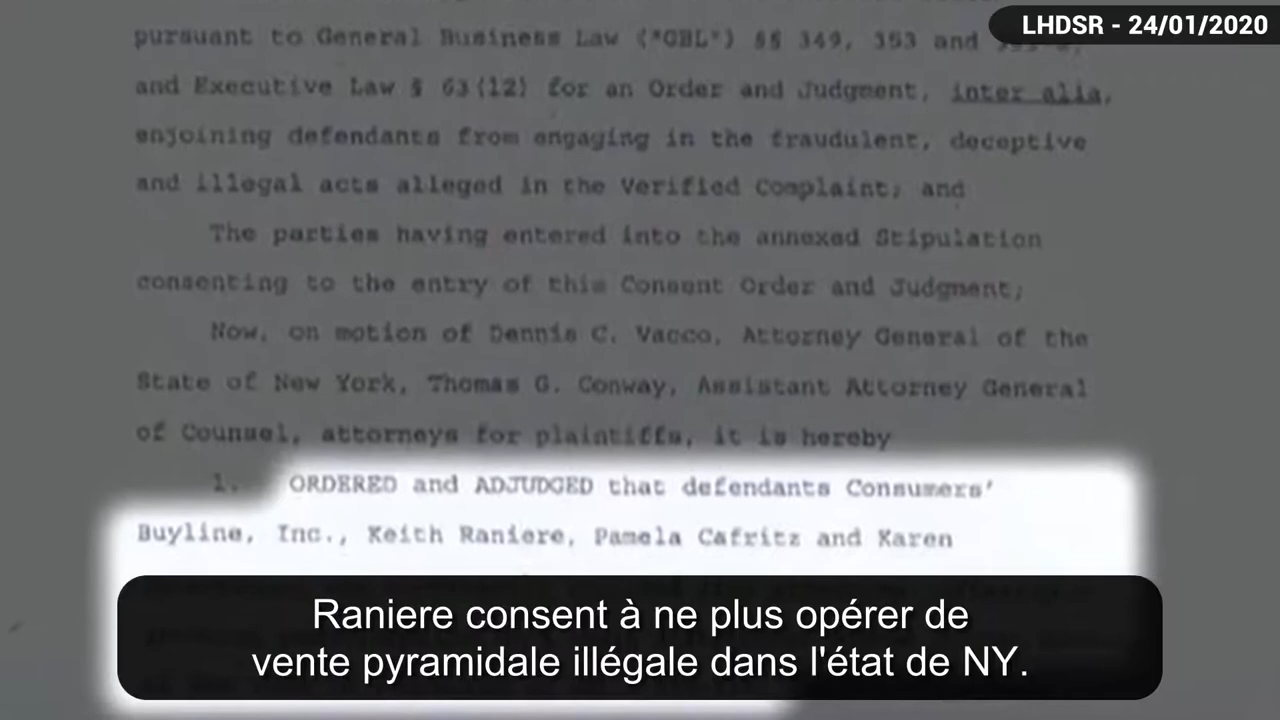 LHDSR - 24/01/2020
pursuant to General Business Law ("GBL") §§ 349, 353 and
and Executive Law § 63(12) for an Order and Judgment, inter alia,
enjoining defendants from engaging in the fraudulent, deceptive
and illegal acts alleged in the Verified Complaint; and
The parties having entered into the annexed Stipulation
consenting to the entry of this Consent Order and Judgment;
Now, on motion of Dennis C. Vacco, Attorney General of the
State of New York, Thomas G. Conway, Assistant Attorney General
of Counsel, attorneys for plaintiffs, it is hereby
1. ORDERED and ADJUDGED that defendants Consumers'
Buyline, Inc., Keith Raniere, Pamela Cafritz and Karen
Raniere consent à ne plus opérer de
vente pyramidale illégale dans l'état de NY.